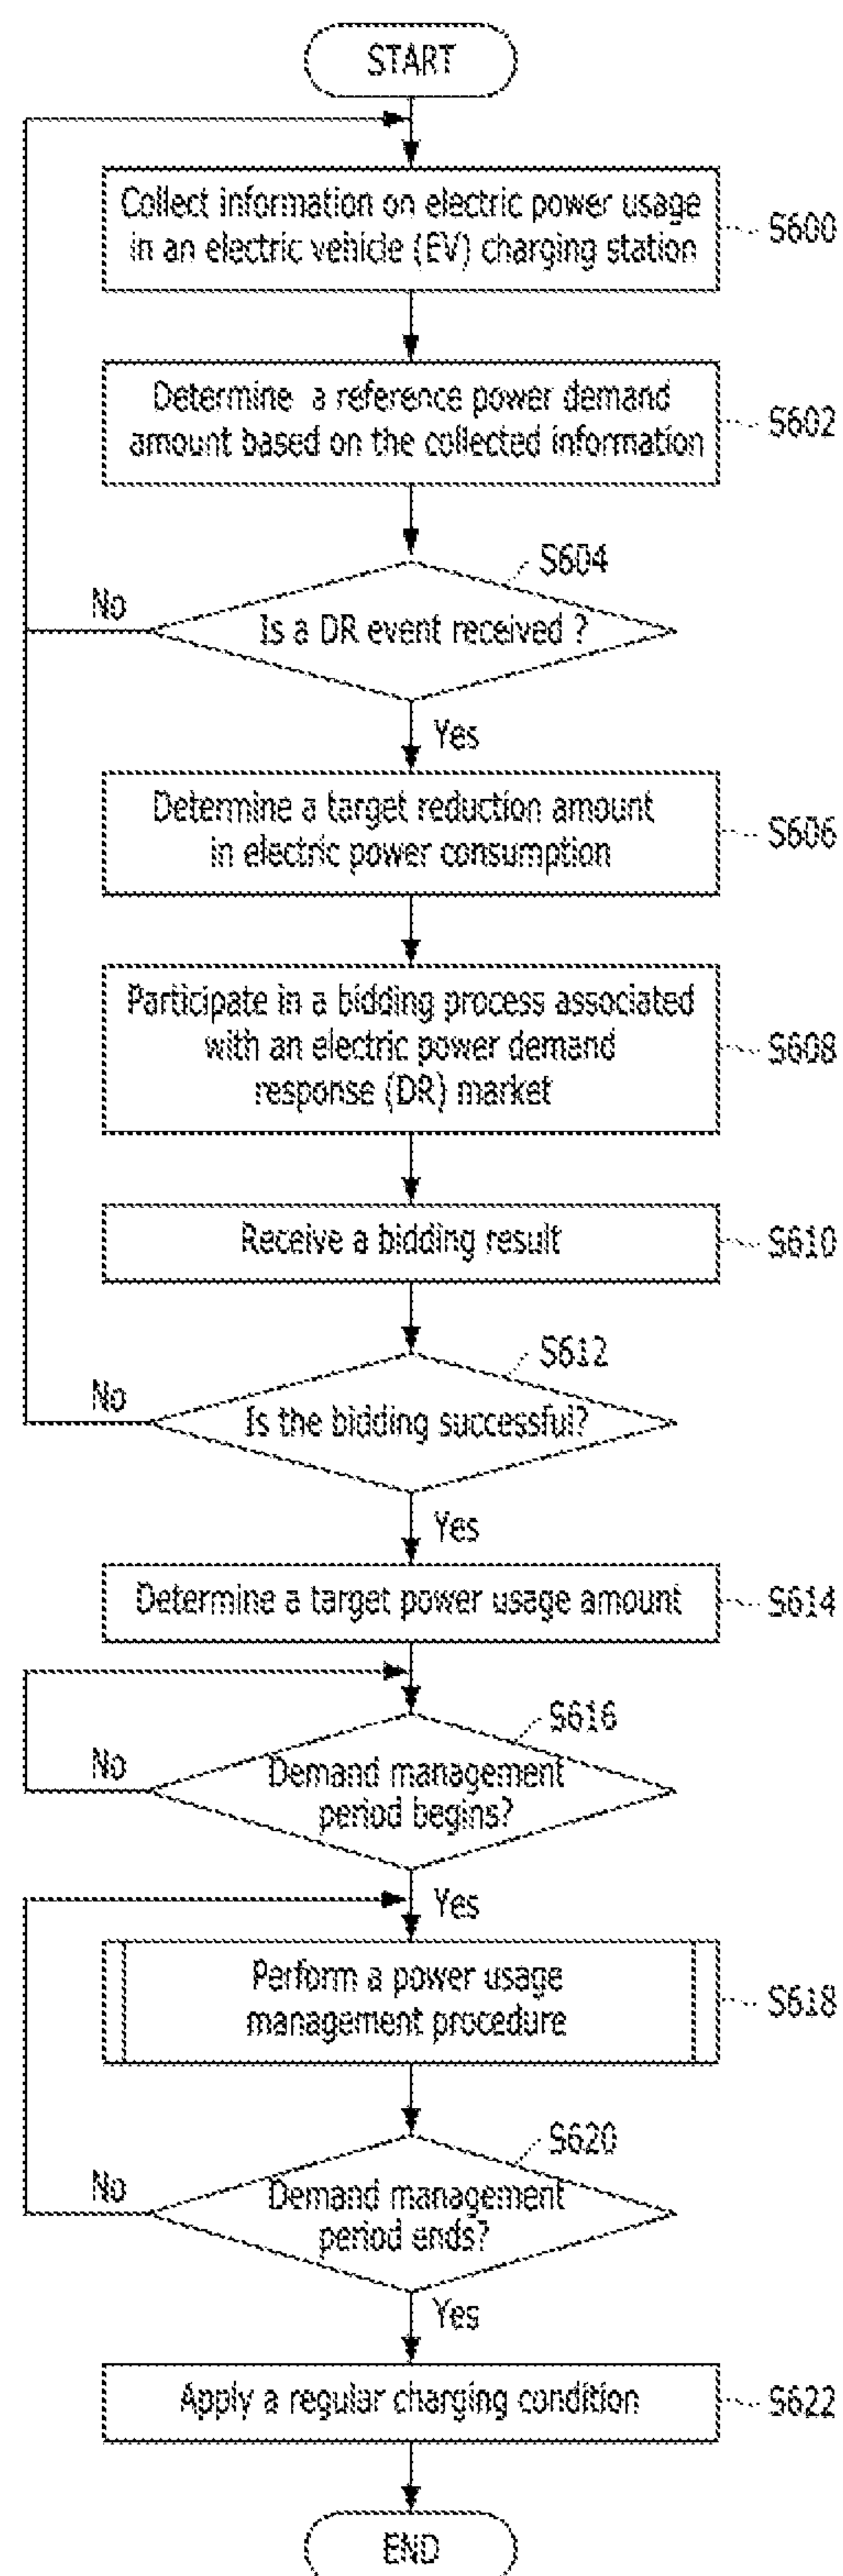 START
Collect information on electric power usage
in an electric vehicle (EV) charging station
S600
Determine a reference power demand
amount based on the collected information
S602
S604
No
Is a DR event received ?
Yes
Determine a target reduction amount
in electric power consumption
S606
Participate in a bidding process associated
with an electric power demand
response (DR) market
S608
Receive a bidding result
S610
S612
No
Is the bidding successful?
Yes
Determine a target power usage amount
S614
S616
No
Demand management
period begins?
Yes
Perform a power usage
management procedure
S618
S620
No
Demand management
period ends?
Yes
Apply a regular charging condition
S622
END